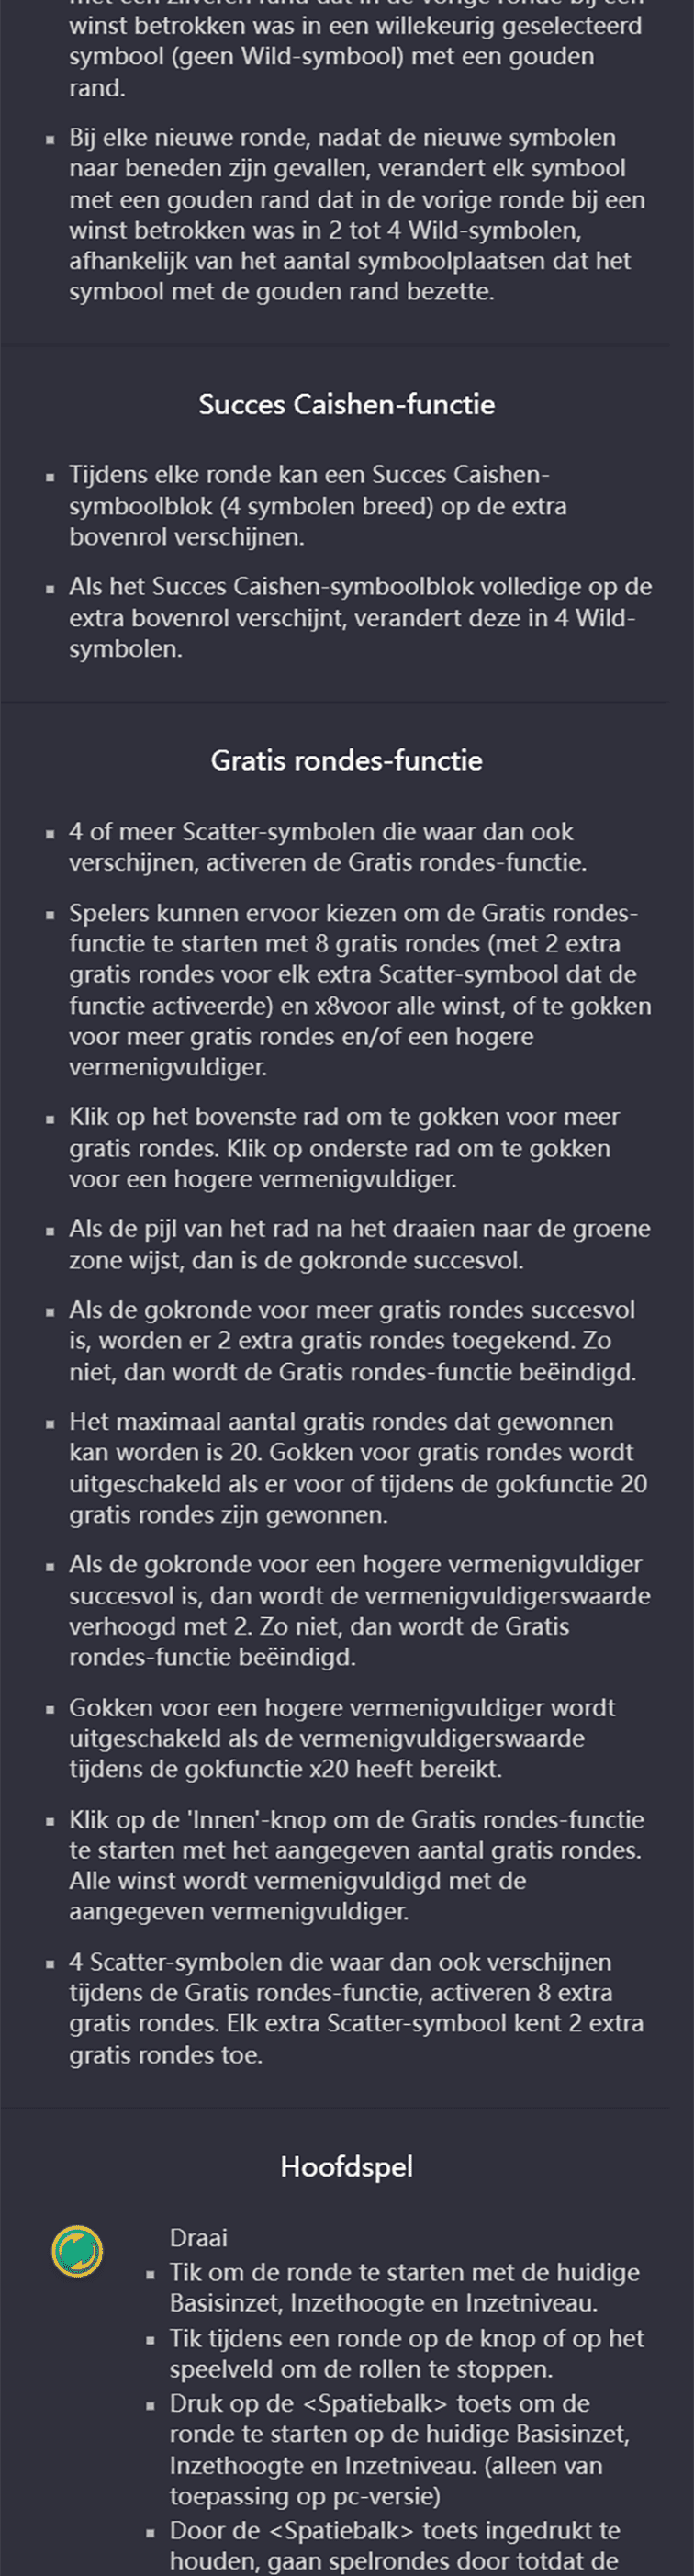 met een zilveren rand dat in de vorige ronde bij een
winst betrokken was in een willekeurig geselecteerd
symbool (geen Wild-symbool) met een gouden
rand.
Bij elke nieuwe ronde, nadat de nieuwe symbolen
naar beneden zijn gevallen, verandert elk symbool
met een gouden rand dat in de vorige ronde bij een
winst betrokken was in 2 tot 4 Wild-symbolen,
afhankelijk van het aantal symboolplaatsen dat het
symbool met de gouden rand bezette.
Succes Caishen-functie
Tijdens elke ronde kan een Succes Caishen-
symboolblok (4 symbolen breed) op de extra
bovenrol verschijnen.
Als het Succes Caishen-symboolblok volledige op de
extra bovenrol verschijnt, verandert deze in 4 Wild-
symbolen.
Gratis rondes-functie
4 of meer Scatter-symbolen die waar dan ook
verschijnen, activeren de Gratis rondes-functie.
Spelers kunnen ervoor kiezen om de Gratis rondes-
functie te starten met 8 gratis rondes (met 2 extra
gratis rondes voor elk extra Scatter-symbool dat de
functie activeerde) en x8voor alle winst, of te gokken
voor meer gratis rondes en/of een hogere
vermenigvuldiger.
Klik op het bovenste rad om te gokken voor meer
gratis rondes. Klik op onderste rad om te gokken
voor een hogere vermenigvuldiger.
Als de pijl van het rad na het draaien naar de groene
zone wijst, dan is de gokronde succesvol.
Als de gokronde voor meer gratis rondes succesvol
is, worden er 2 extra gratis rondes toegekend. Zo
niet, dan wordt de Gratis rondes-functie beëindigd.
Het maximaal aantal gratis rondes dat gewonnen
kan worden is 20. Gokken voor gratis rondes wordt
uitgeschakeld als er voor of tijdens de gokfunctie 20
gratis rondes zijn gewonnen.
Als de gokronde voor een hogere vermenigvuldiger
succesvol is, dan wordt de vermenigvuldigerswaarde
verhoogd met 2. Zo niet, dan wordt de Gratis
rondes-functie beëindigd.
Gokken voor een hogere vermenigvuldiger wordt
uitgeschakeld als de vermenigvuldigerswaarde
tijdens de gokfunctie x20 heeft bereikt.
Klik op de 'Innen'-knop om de Gratis rondes-functie
te starten met het aangegeven aantal gratis rondes.
Alle winst wordt vermenigvuldigd met de
aangegeven vermenigvuldiger.
4 Scatter-symbolen die waar dan ook verschijnen
tijdens de Gratis rondes-functie, activeren 8 extra
gratis rondes. Elk extra Scatter-symbool kent 2 extra
gratis rondes toe.
Hoofdspel
Draai
Tik om de ronde te starten met de huidige
Basisinzet, Inzethoogte en Inzetniveau.
Tik tijdens een ronde op de knop of op het
speelveld om de rollen te stoppen.
Druk op de <Spatiebalk> toets om de
ronde te starten op de huidige Basisinzet,
Inzethoogte en Inzetniveau. (alleen van
toepassing op pc-versie)
Door de <Spatiebalk> toets ingedrukt te
houden, gaan spelrondes door totdat de